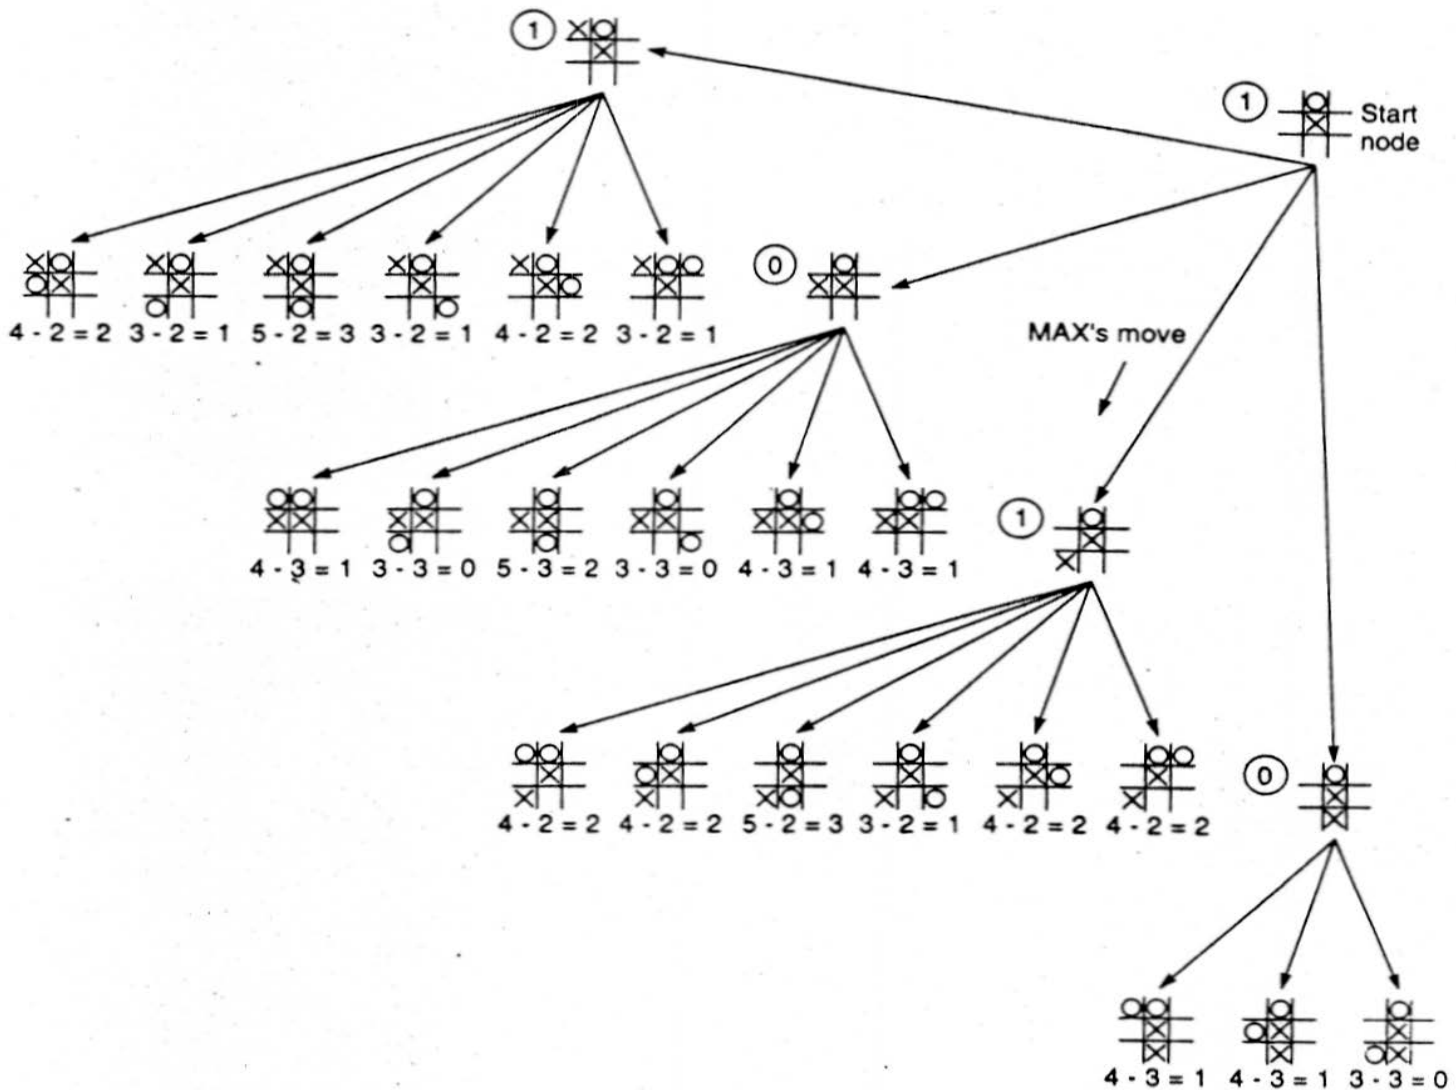 1
X O
X
1
O
X
Start
node
X O
O X
4 - 2 = 2
X O
X
O
3 - 2 = 1
X O
X
O
5 - 2 = 3
X O
X
O
3 - 2 = 1
X O
X O
4 - 2 = 2
X O O
X
3 - 2 = 1
0
O
X X
MAX's move
O O
X X
4 - 3 = 1
O
X X
O
3 - 3 = 0
O
X X
O
5 - 3 = 2
O
X X
O
3 - 3 = 0
O
X X O
4 - 3 = 1
O O
X X
4 - 3 = 1
1
O
X
X
O O
X
X
4 - 2 = 2
O
O X
X
4 - 2 = 2
O
X
X O
5 - 2 = 3
O
X
X O
3 - 2 = 1
O
X O
X
4 - 2 = 2
O O
X
X
4 - 2 = 2
0
O
X
X
O O
X
X
4 - 3 = 1
O
O X
X
4 - 3 = 1
O
X
O X
3 - 3 = 0